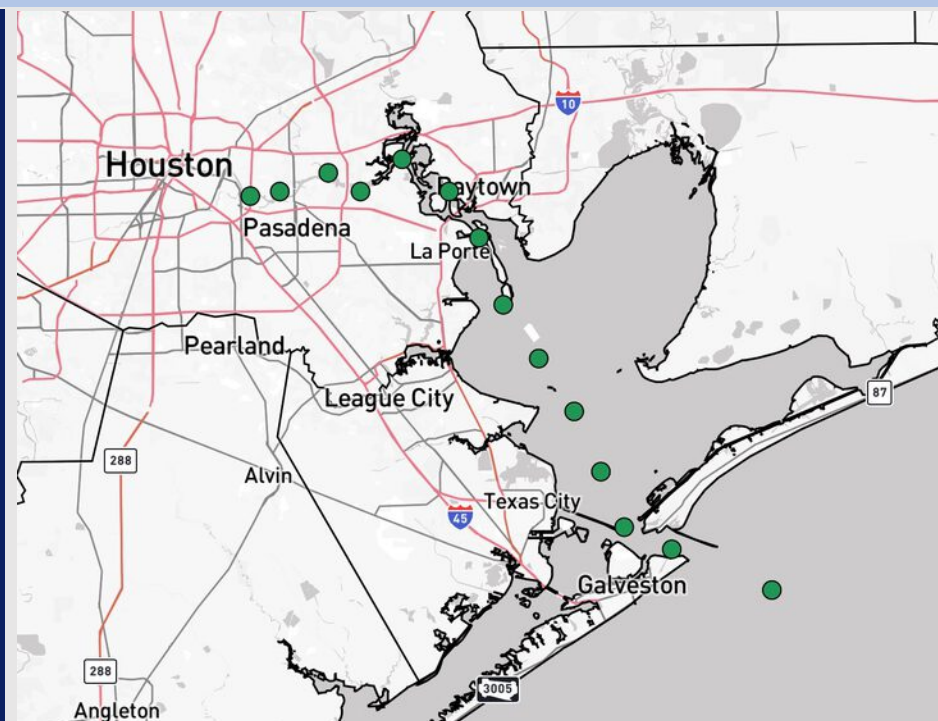 10
Houston
Baytown
Pasadena
La Porte
Pearland
League City
87
288
Alvin
Texas City
45
Galveston
288
3005
Angleton